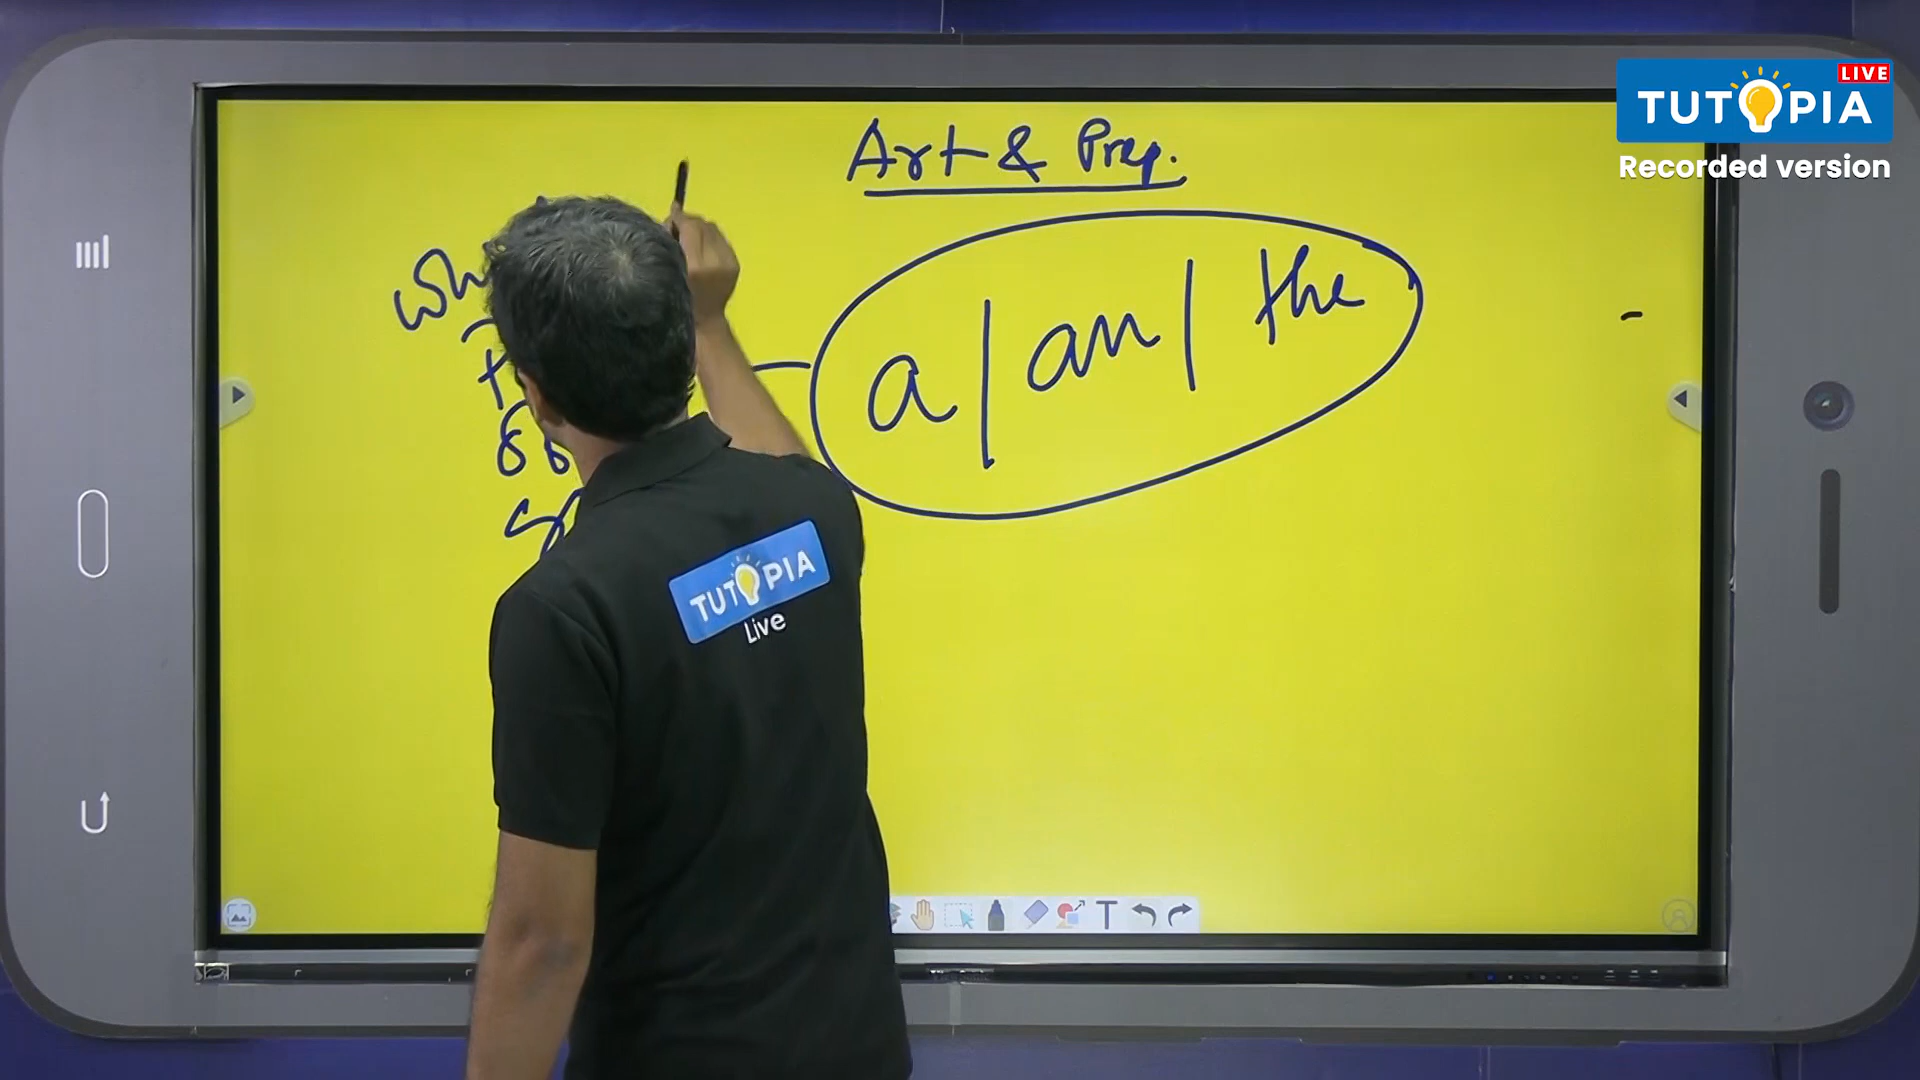 LIVE
TUTOPIA
Recorded version
Art & Prep.
a | an | the
TUTOPIA
Live
T